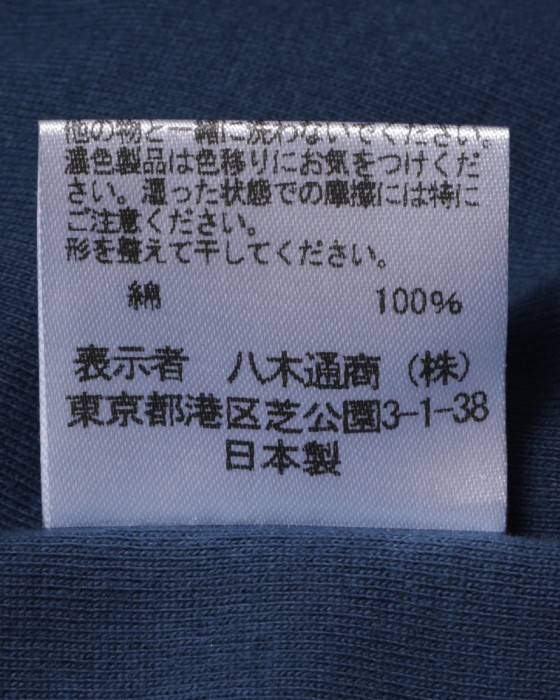 他の物と一緒に洗わないでください。
濃色製品は色移りにお気をつけくだ
さい。湿った状態での摩擦には特に
ご注意ください。
形を整えて干してください。
綿 100%
表示者 八木通商（株）
東京都港区芝公園3-1-38
日本製